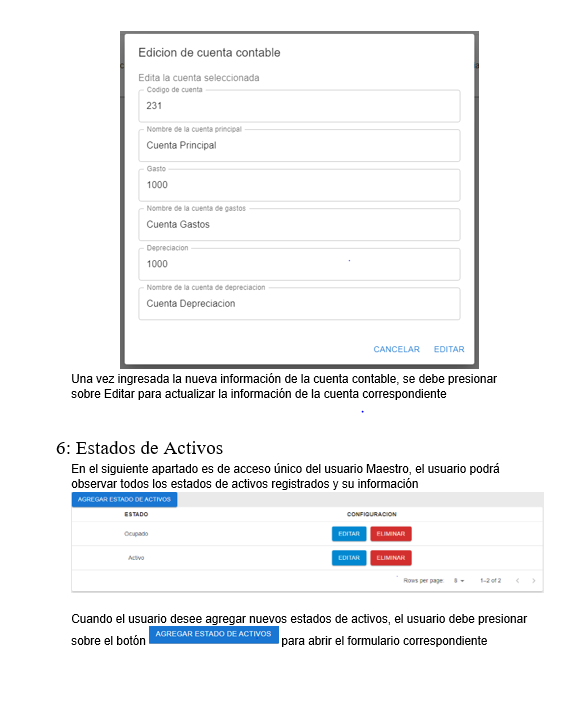 Edicion de cuenta contable
Edita la cuenta seleccionada
Codigo de cuenta
231
Nombre de la cuenta principal
Cuenta Principal
Gasto
1000
Nombre de la cuenta de gastos
Cuenta Gastos
Depreciacion
1000
Nombre de la cuenta de depreciacion
Cuenta Depreciacion
CANCELAR EDITAR
Una vez ingresada la nueva información de la cuenta contable, se debe presionar
sobre Editar para actualizar la información de la cuenta correspondiente
6: Estados de Activos
En el siguiente apartado es de acceso único del usuario Maestro, el usuario podrá
observar todos los estados de activos registrados y su información
AGREGAR ESTADO DE ACTIVOS
ESTADO CONFIGURACION
Ocupado EDITAR ELIMINAR
Activo EDITAR ELIMINAR
Rows per page: 8 1–2 of 2
Cuando el usuario desee agregar nuevos estados de activos, el usuario debe presionar
sobre el botón AGREGAR ESTADO DE ACTIVOS para abrir el formulario correspondiente